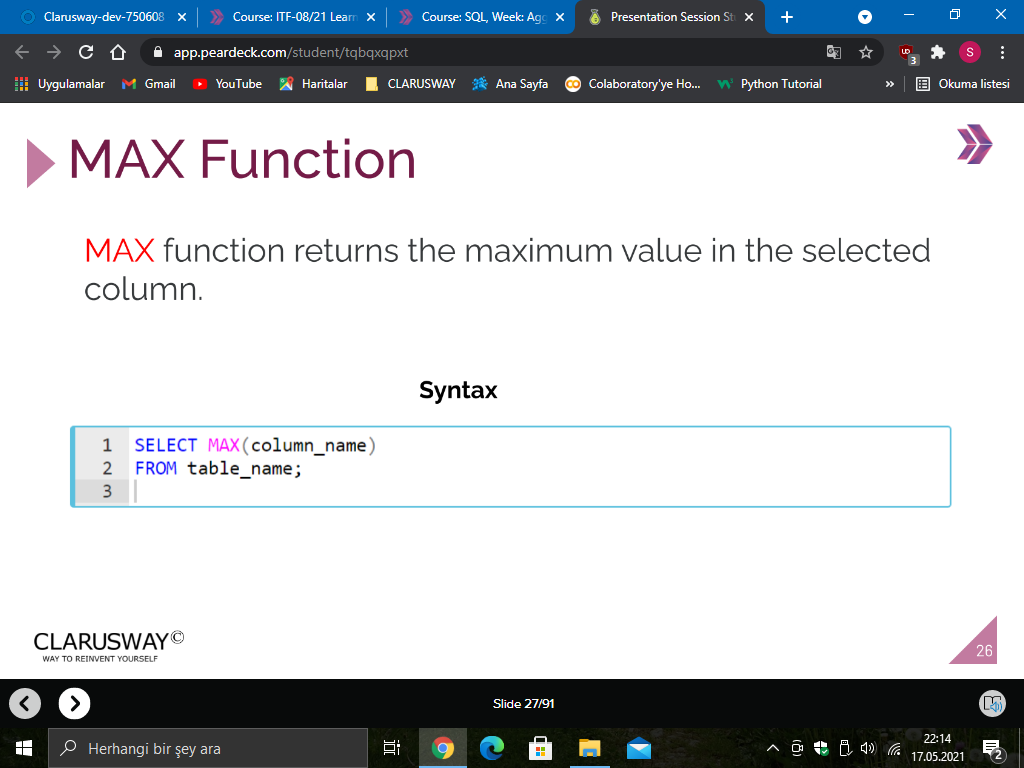 Clarusway-dev-750608
Course: ITF-08/21 Learn
Course: SQL, Week: Agg
Presentation Session St
app.peardeck.com/student/tqbqxqpxt
3
S
Uygulamalar
Gmail
YouTube
Haritalar
CLARUSWAY
Ana Sayfa
Colaboratory'ye Ho...
Python Tutorial
»
Okuma listesi
MAX Function
MAX function returns the maximum value in the selected
column.
Syntax
1 SELECT MAX(column_name)
2 FROM table_name;
3
CLARUSWAY©
WAY TO REINVENT YOURSELF
26
Slide 27/91
Herhangi bir şey ara
22:14
17.05.2021
2